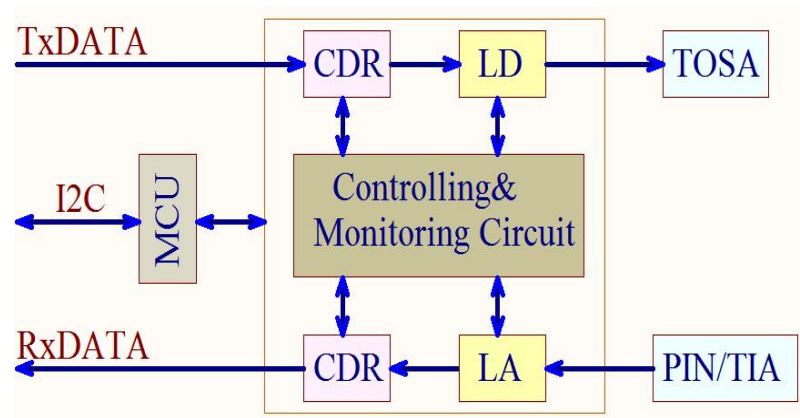 TxDATA
CDR
LD
TOSA
I2C
MCU
Controlling&
Monitoring Circuit
RxDATA
CDR
LA
PIN/TIA